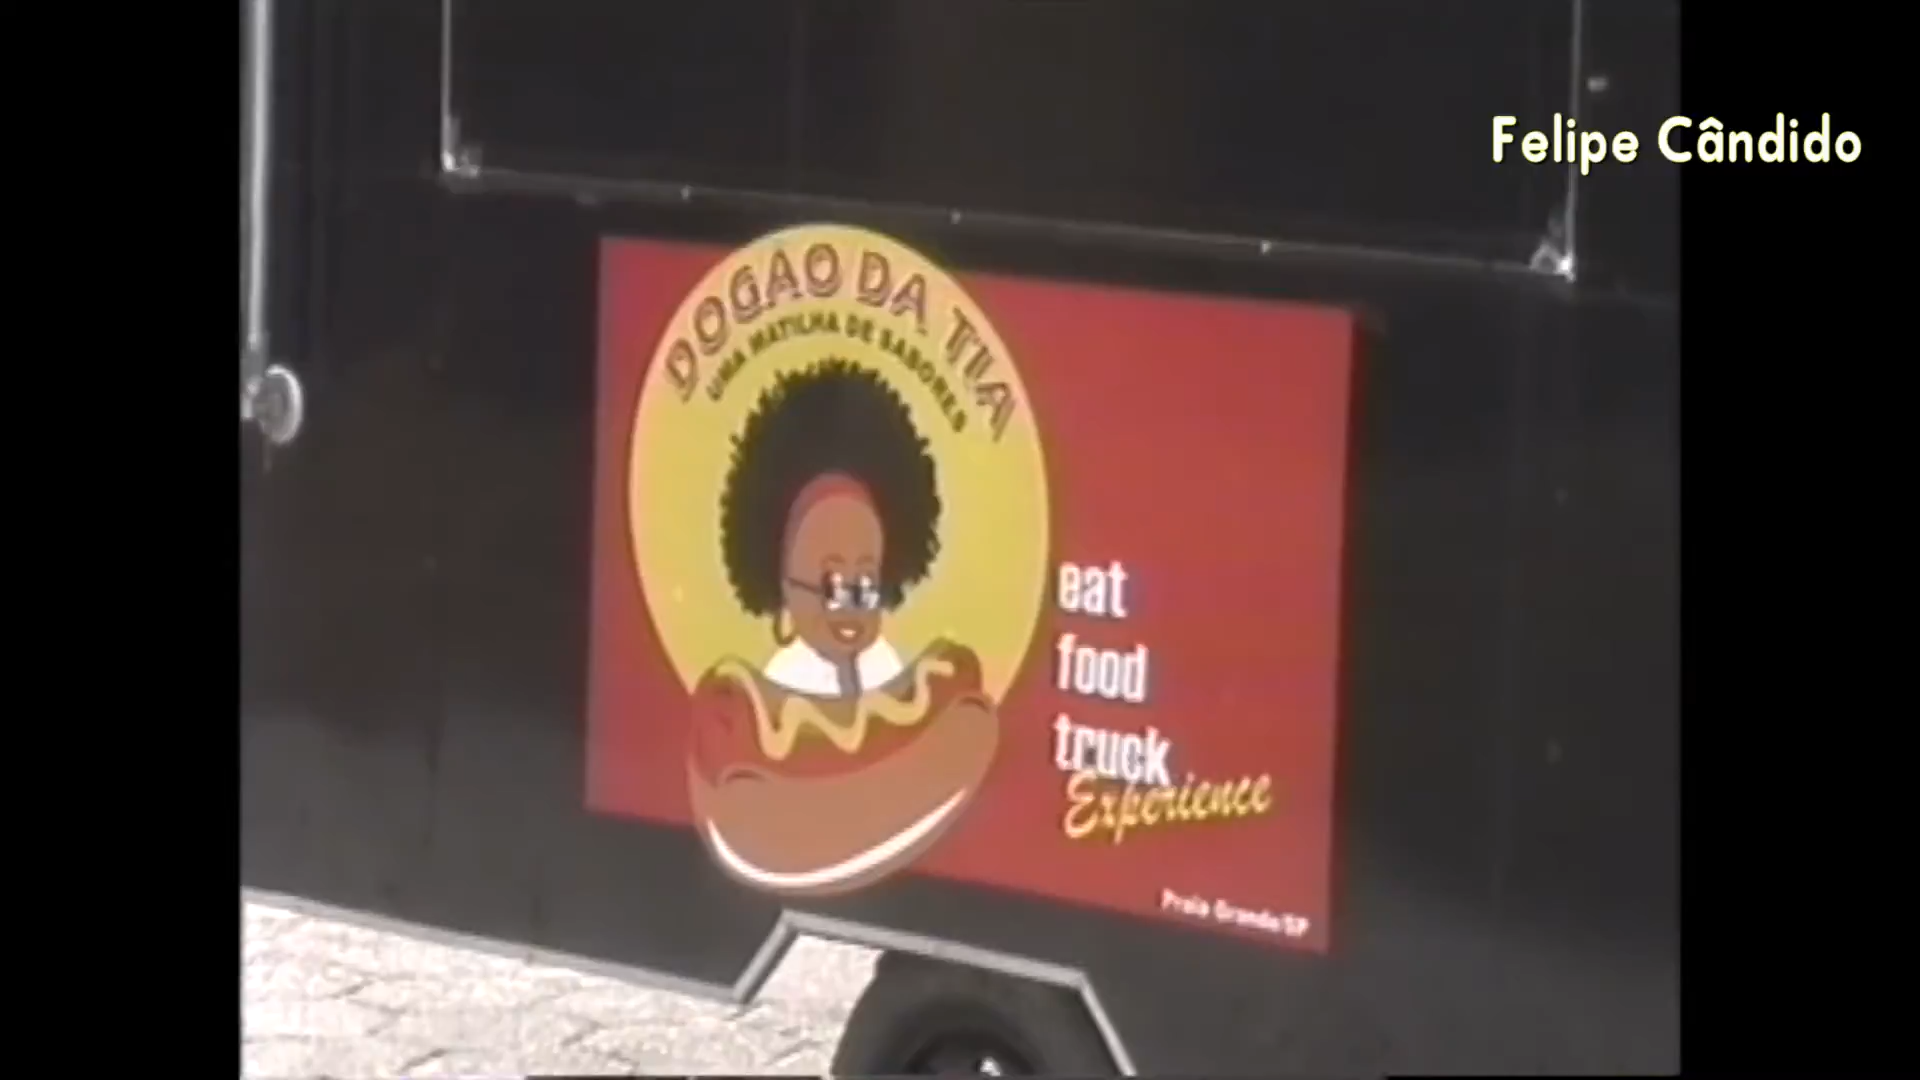 Felipe Cândido
DOGÃO DA TIA
UMA MATILHA DE SABORES
eat
food
truck
Experience
Praia Grande/SP